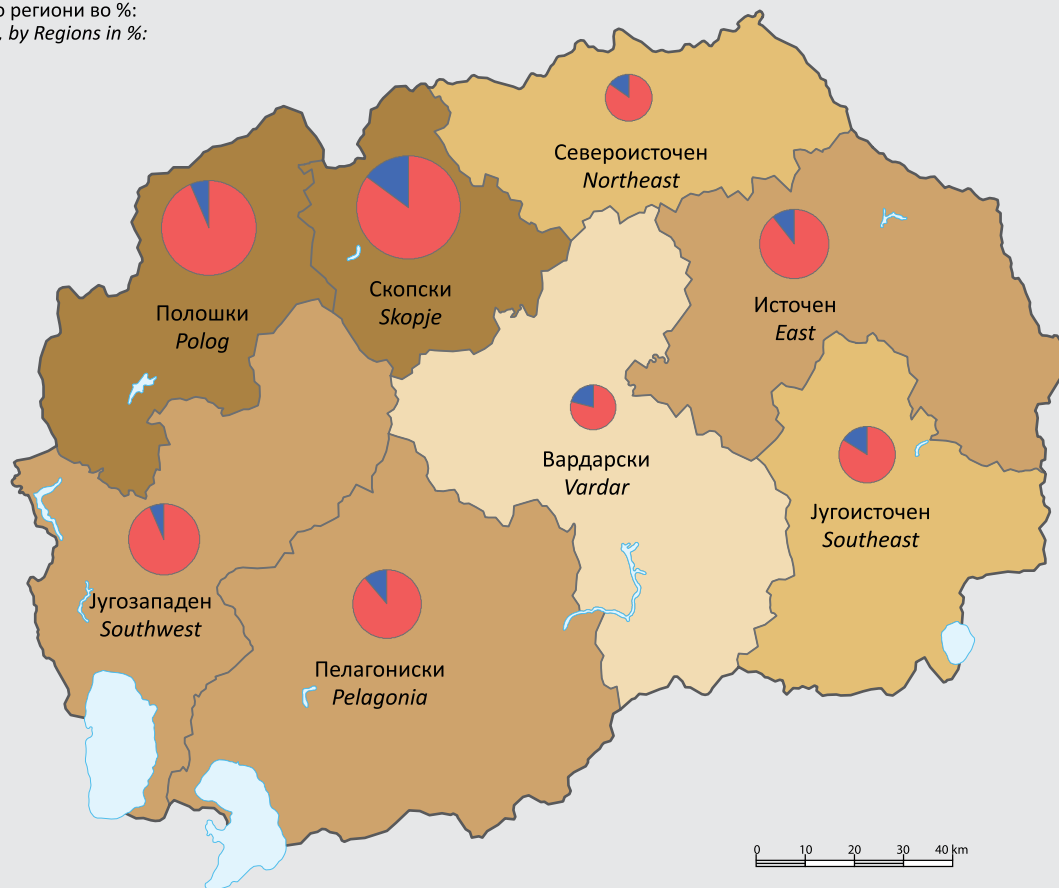 о региони во %:
, by Regions in %:
Североисточен
Northeast
Скопски
Skopje
Полошки
Polog
Источен
East
Вардарски
Vardar
Југоисточен
Southeast
Југозападен
Southwest
Пелагониски
Pelagonia
0 10 20 30 40 km